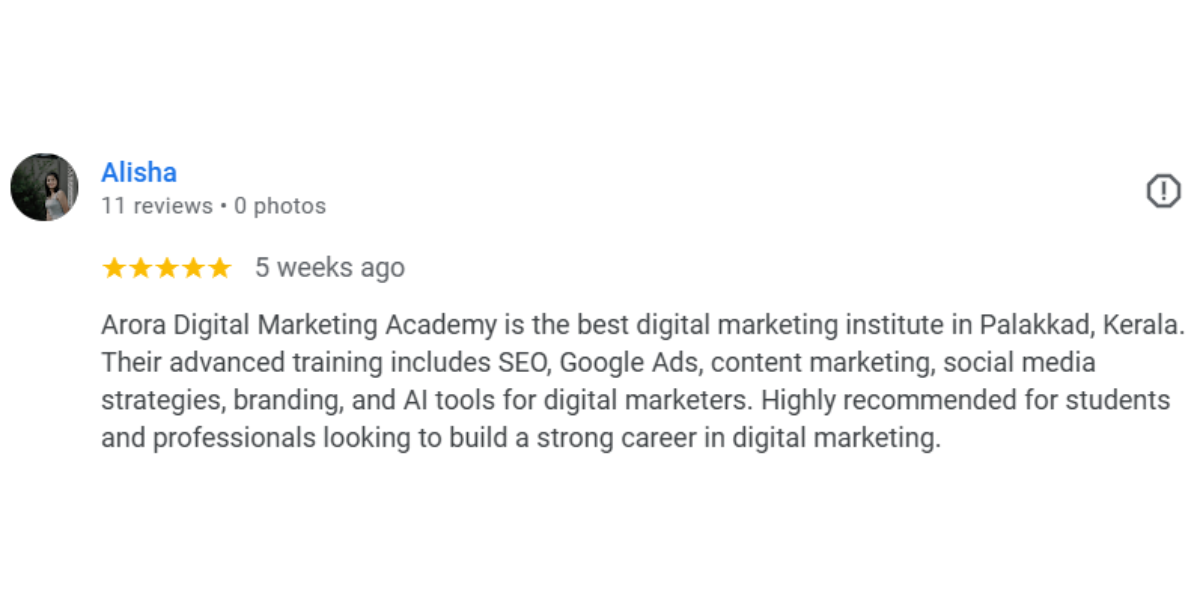 Alisha
11 reviews • 0 photos
5 weeks ago
Arora Digital Marketing Academy is the best digital marketing institute in Palakkad, Kerala.
Their advanced training includes SEO, Google Ads, content marketing, social media
strategies, branding, and AI tools for digital marketers. Highly recommended for students
and professionals looking to build a strong career in digital marketing.